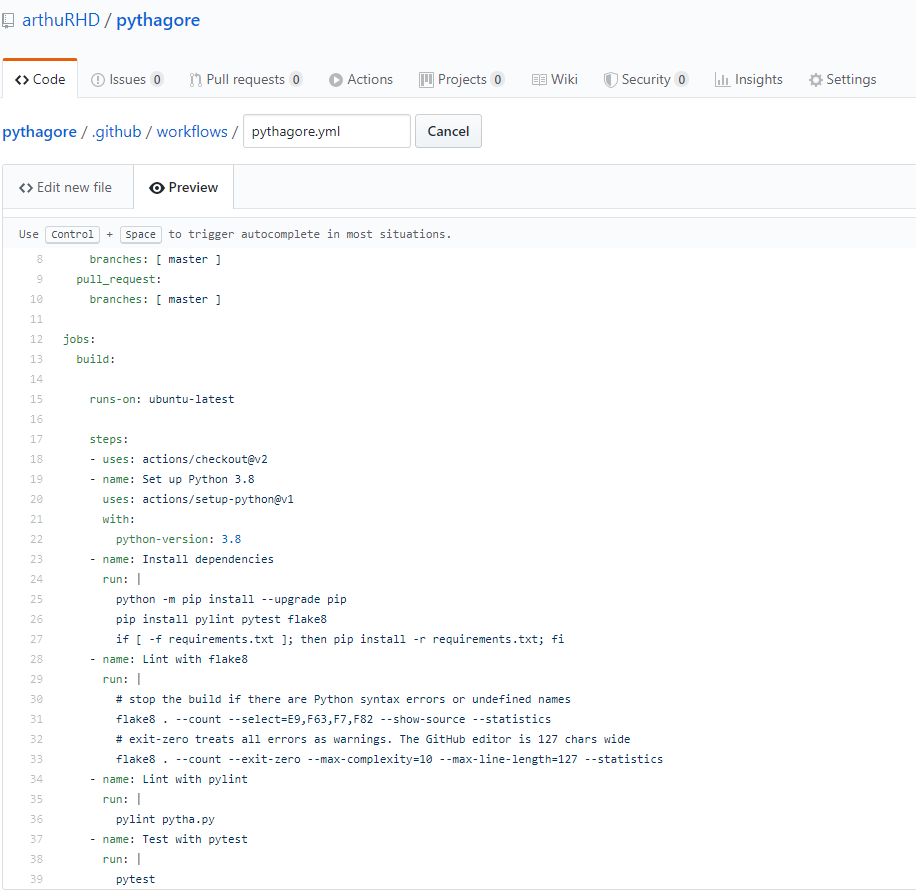 arthuRHD / pythagore
Code Issues 0 Pull requests 0 Actions Projects 0 Wiki Security 0 Insights Settings
pythagore / .github / workflows / pythagore.yml Cancel
Edit new file Preview
Use Control + Space to trigger autocomplete in most situations.
8 branches: [ master ]
9 pull_request:
10 branches: [ master ]
11
12 jobs:
13 build:
14
15 runs-on: ubuntu-latest
16
17 steps:
18 - uses: actions/checkout@v2
19 - name: Set up Python 3.8
20 uses: actions/setup-python@v1
21 with:
22 python-version: 3.8
23 - name: Install dependencies
24 run: |
25 python -m pip install --upgrade pip
26 pip install pylint pytest flake8
27 if [ -f requirements.txt ]; then pip install -r requirements.txt; fi
28 - name: Lint with flake8
29 run: |
30 # stop the build if there are Python syntax errors or undefined names
31 flake8 . --count --select=E9,F63,F7,F82 --show-source --statistics
32 # exit-zero treats all errors as warnings. The GitHub editor is 127 chars wide
33 flake8 . --count --exit-zero --max-complexity=10 --max-line-length=127 --statistics
34 - name: Lint with pylint
35 run: |
36 pylint pytha.py
37 - name: Test with pytest
38 run: |
39 pytest